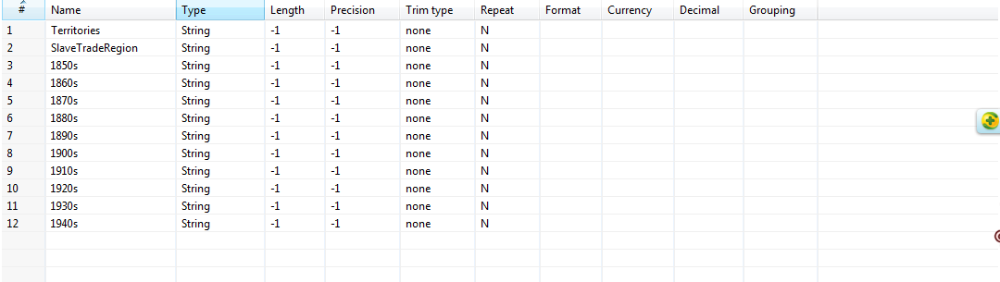 # Name Type Length Precision Trim type Repeat Format Currency Decimal Grouping
1 Territories String -1 -1 none N
2 SlaveTradeRegion String -1 -1 none N
3 1850s String -1 -1 none N
4 1860s String -1 -1 none N
5 1870s String -1 -1 none N
6 1880s String -1 -1 none N
7 1890s String -1 -1 none N
8 1900s String -1 -1 none N
9 1910s String -1 -1 none N
10 1920s String -1 -1 none N
11 1930s String -1 -1 none N
12 1940s String -1 -1 none N